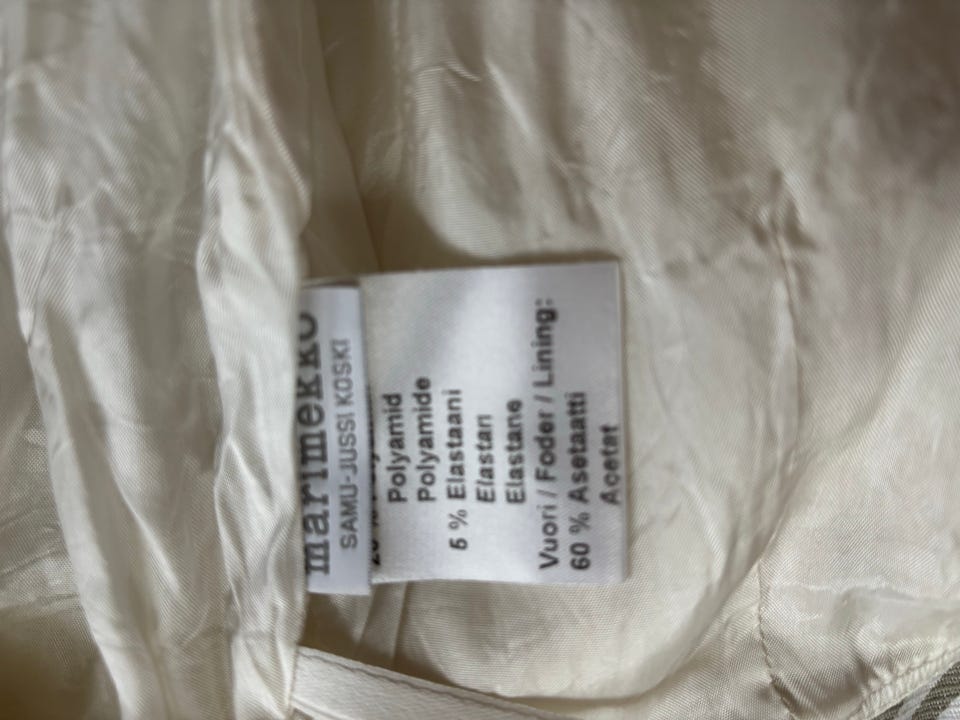 marimekko
SAMU-JUSSI KOSKI
Polyamid
Polyamide
5 % Elastaani
Elastan
Elastane
Vuori / Foder / Lining:
60 % Asetaatti
Acetat